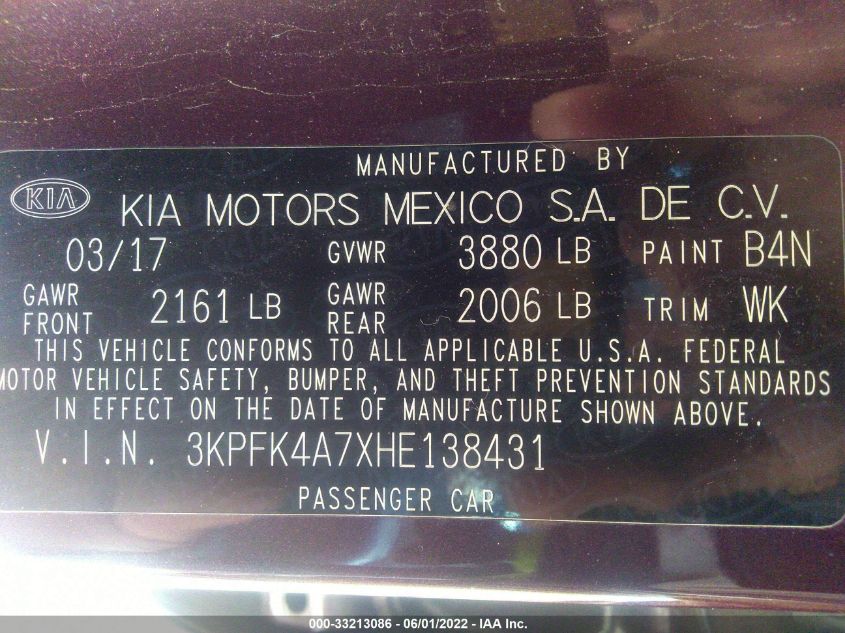 MANUFACTURED BY
KIA
KIA MOTORS MEXICO S.A. DE C.V.
03/17 GVWR 3880 LB PAINT B4N
GAWR FRONT 2161 LB GAWR REAR 2006 LB TRIM WK
THIS VEHICLE CONFORMS TO ALL APPLICABLE U.S.A. FEDERAL
MOTOR VEHICLE SAFETY, BUMPER, AND THEFT PREVENTION STANDARDS
IN EFFECT ON THE DATE OF MANUFACTURE SHOWN ABOVE.
V.I.N. 3KPFK4A7XHE138431
PASSENGER CAR
000-33213086 - 06/01/2022 - IAA Inc.